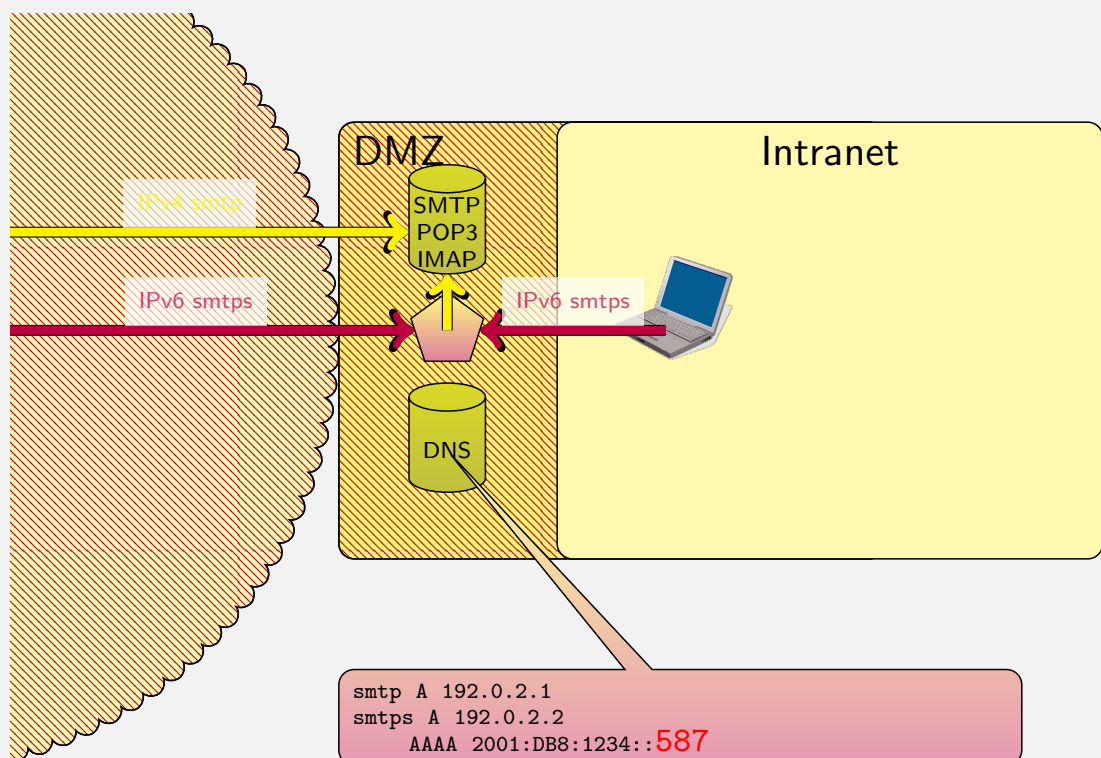 DMZ
Intranet
IPv4 smtp
SMTP
POP3
IMAP
IPv6 smtps
IPv6 smtps
DNS
smtp A 192.0.2.1
smtps A 192.0.2.2
AAAA 2001:DB8:1234::587